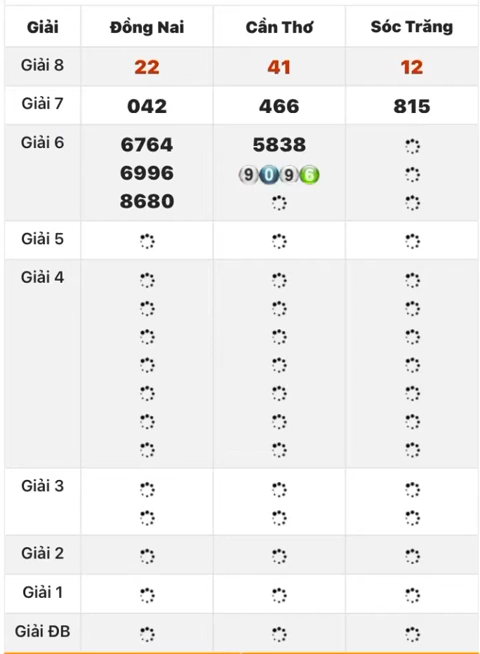 Giải Đồng Nai Cần Thơ Sóc Trăng
Giải 8 22 41 12
Giải 7 042 466 815
Giải 6 6764 5838
6996 9096
8680
Giải 5
Giải 4
Giải 3
Giải 2
Giải 1
Giải ĐB